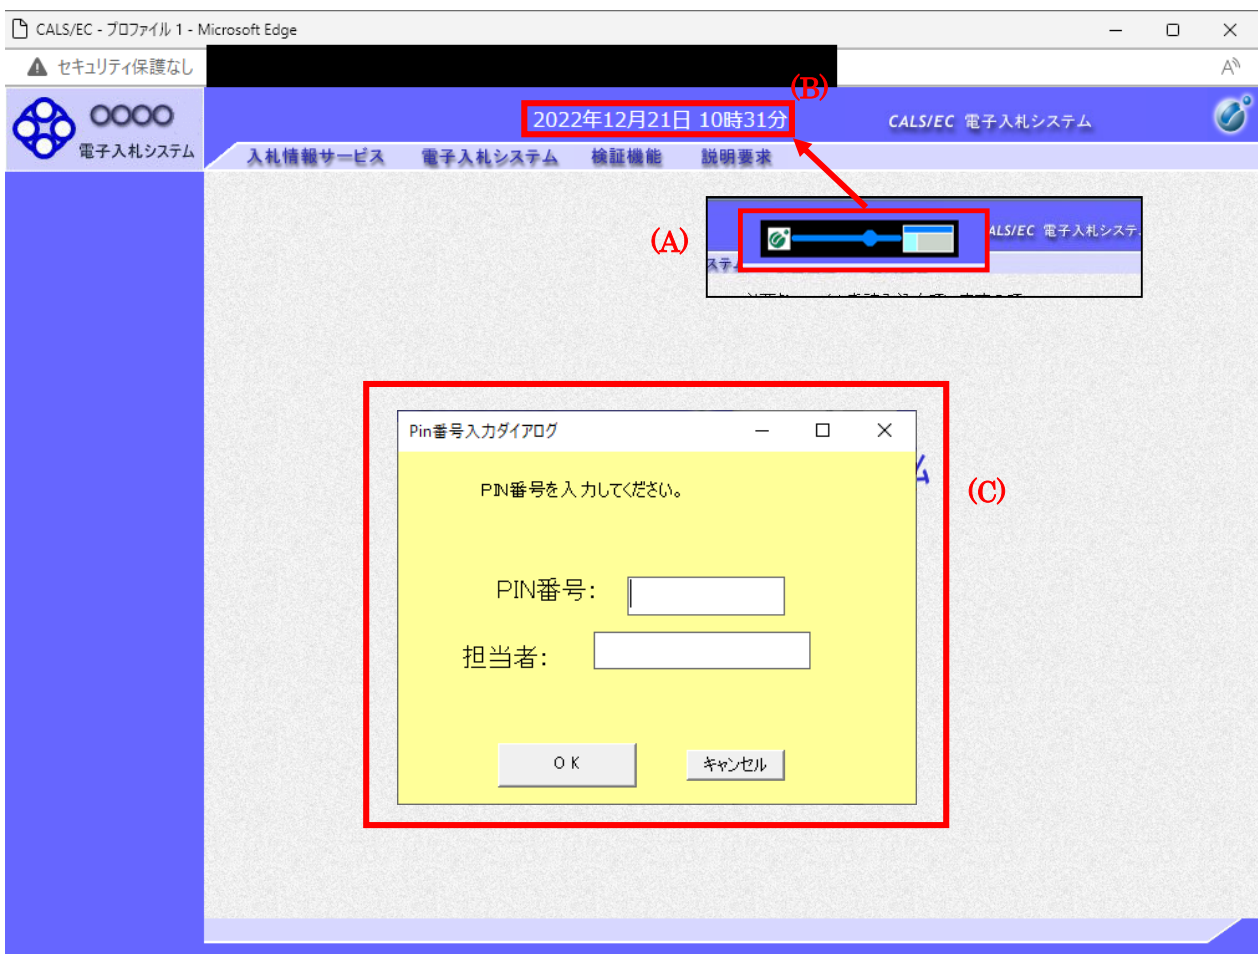 CALS/EC - プロファイル 1 - Microsoft Edge
セキュリティ保護なし
A
(B)
OOOO
電子入札システム
2022年12月21日 10時31分
CALS/EC 電子入札システム
入札情報サービス 電子入札システム 検証機能 説明要求
(A)
ALS/EC 電子入札システ
ステ
Pin番号入力ダイアログ
PIN番号を入力してください。
ム
(C)
PIN番号:
担当者:
OK
キャンセル